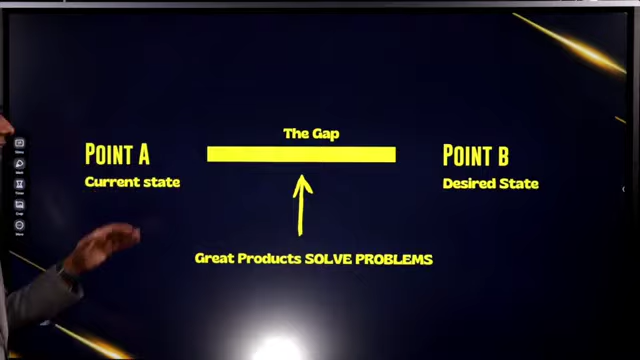 The Gap
POINT A
POINT B
Current state
Desired State
Great Products SOLVE PROBLEMS